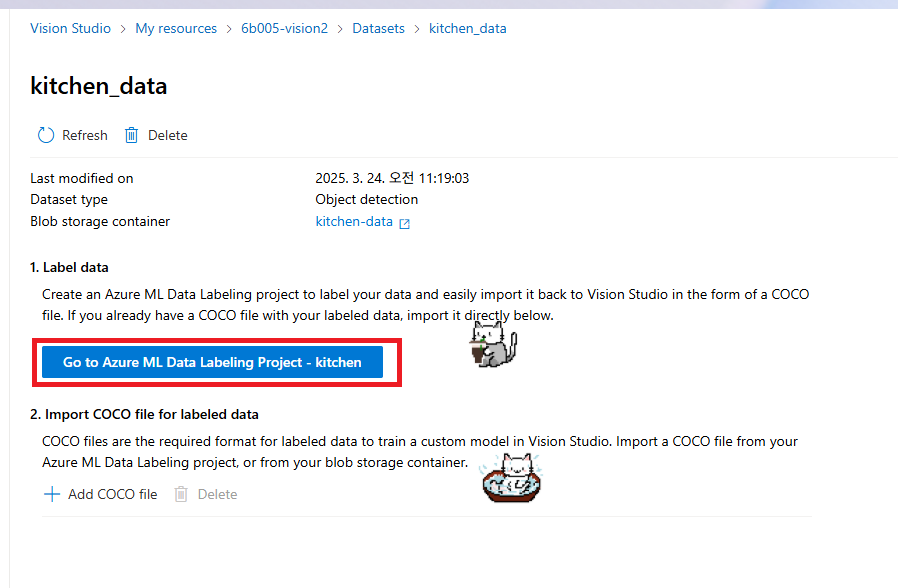 Vision Studio > My resources > 6b005-vision2 > Datasets > kitchen_data
kitchen_data
Refresh Delete
Last modified on 2025. 3. 24. 오전 11:19:03
Dataset type Object detection
Blob storage container kitchen-data
1. Label data
Create an Azure ML Data Labeling project to label your data and easily import it back to Vision Studio in the form of a COCO
file. If you already have a COCO file with your labeled data, import it directly below.
Go to Azure ML Data Labeling Project - kitchen
2. Import COCO file for labeled data
COCO files are the required format for labeled data to train a custom model in Vision Studio. Import a COCO file from your
Azure ML Data Labeling project, or from your blob storage container.
Add COCO file Delete